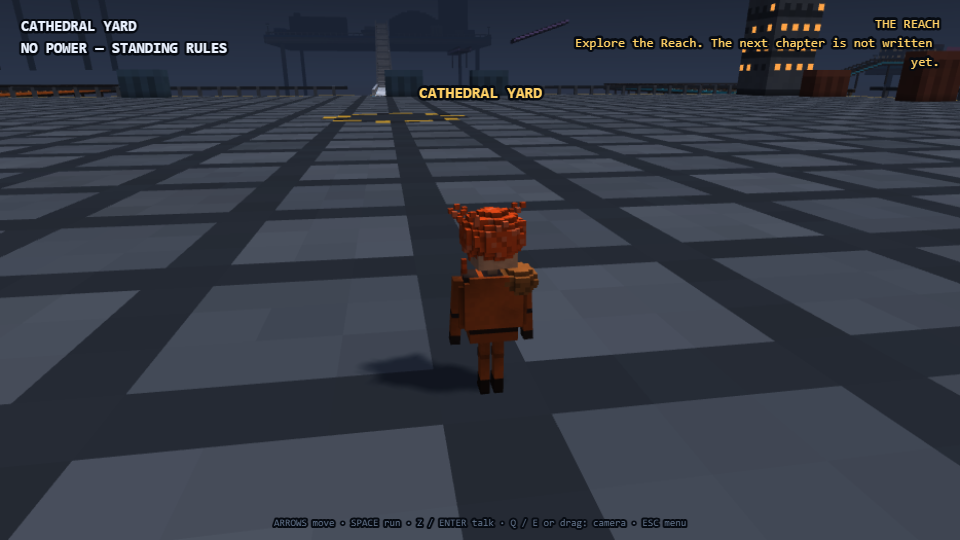 CATHEDRAL YARD
NO POWER — STANDING RULES
THE REACH
Explore the Reach. The next chapter is not written
yet.
CATHEDRAL YARD
ARROWS move · SPACE run · Z / ENTER talk · Q / E or drag: camera · ESC menu